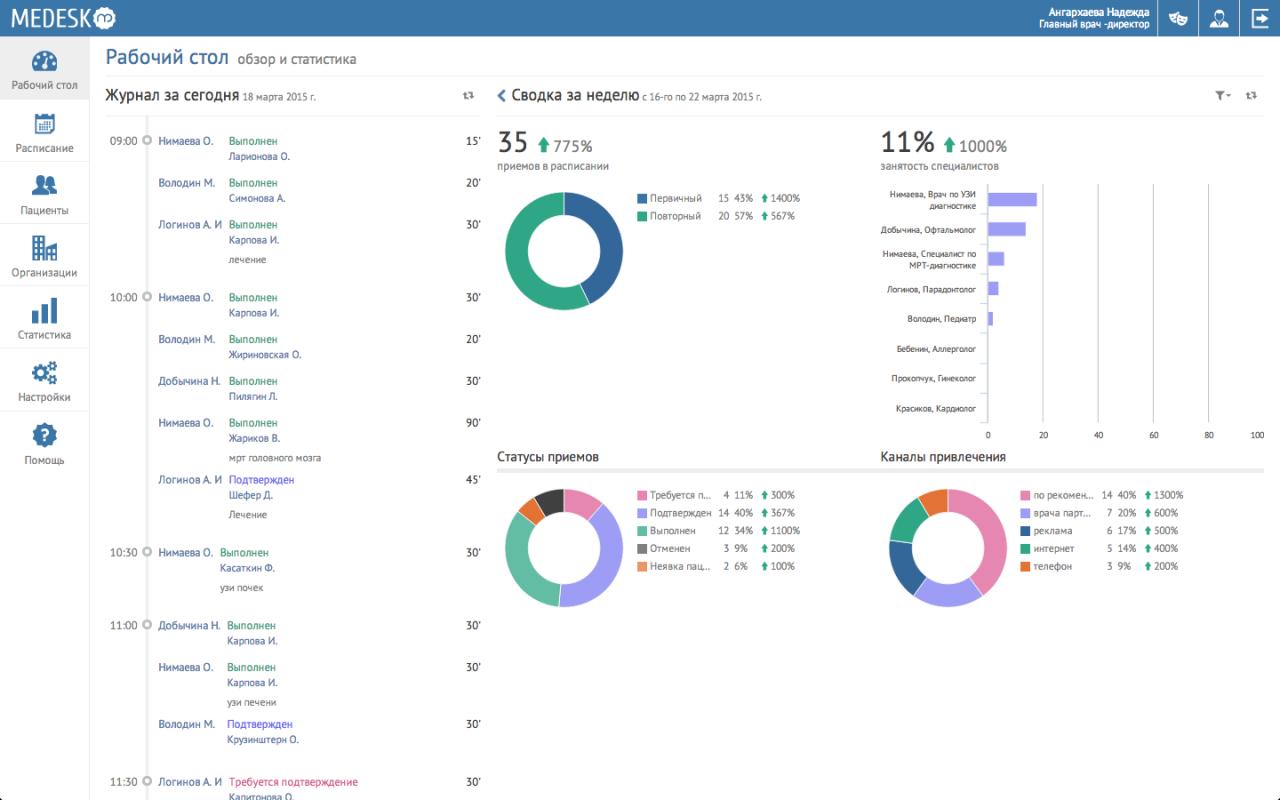 MEDESK
Ангархаева Надежда
Главный врач -директор
Рабочий стол
Расписание
Пациенты
Организации
Статистика
Настройки
Помощь
Рабочий стол обзор и статистика
Журнал за сегодня 18 марта 2015 г.
09:00 Нимаева О. Выполнен 15'
Ларионова О.
Володин М. Выполнен 20'
Симонова А.
Логинов А. И Выполнен 30'
Карпова И.
лечение
10:00 Нимаева О. Выполнен 30'
Карпова И.
Володин М. Выполнен 20'
Жириновская О.
Добычина Н. Выполнен 30'
Пилягин Л.
Нимаева О. Выполнен 90'
Жариков В.
мрт головного мозга
Логинов А. И Подтвержден 45'
Шефер Д.
Лечение
10:30 Нимаева О. Выполнен 30'
Касаткин Ф.
узи почек
11:00 Добычина Н. Выполнен 30'
Карпова И.
Нимаева О. Выполнен 30'
Карпова И.
узи печени
Володин М. Подтвержден 30'
Крузинштерн О.
11:30 Логинов А. И Требуется подтверждение 30'
Капитонова О.
Сводка за неделю с 16-го по 22 марта 2015 г.
35 775%
приемов в расписании
Первичный 15 43% 1400%
Повторный 20 57% 567%
11% 1000%
занятость специалистов
Нимаева, Врач по УЗИ
диагностике
Добычина, Офтальмолог
Нимаева, Специалист по
МРТ-диагностике
Логинов, Парадонтолог
Володин, Педиатр
Бебенин, Аллерголог
Прокопчук, Гинеколог
Красиков, Кардиолог
0 20 40 60 80 100
Статусы приемов
Требуется п... 4 11% 300%
Подтвержден 14 40% 367%
Выполнен 12 34% 1100%
Отменен 3 9% 200%
Неявка пац... 2 6% 100%
Каналы привлечения
по рекомен... 14 40% 1300%
врача парт... 7 20% 600%
реклама 6 17% 500%
интернет 5 14% 400%
телефон 3 9% 200%